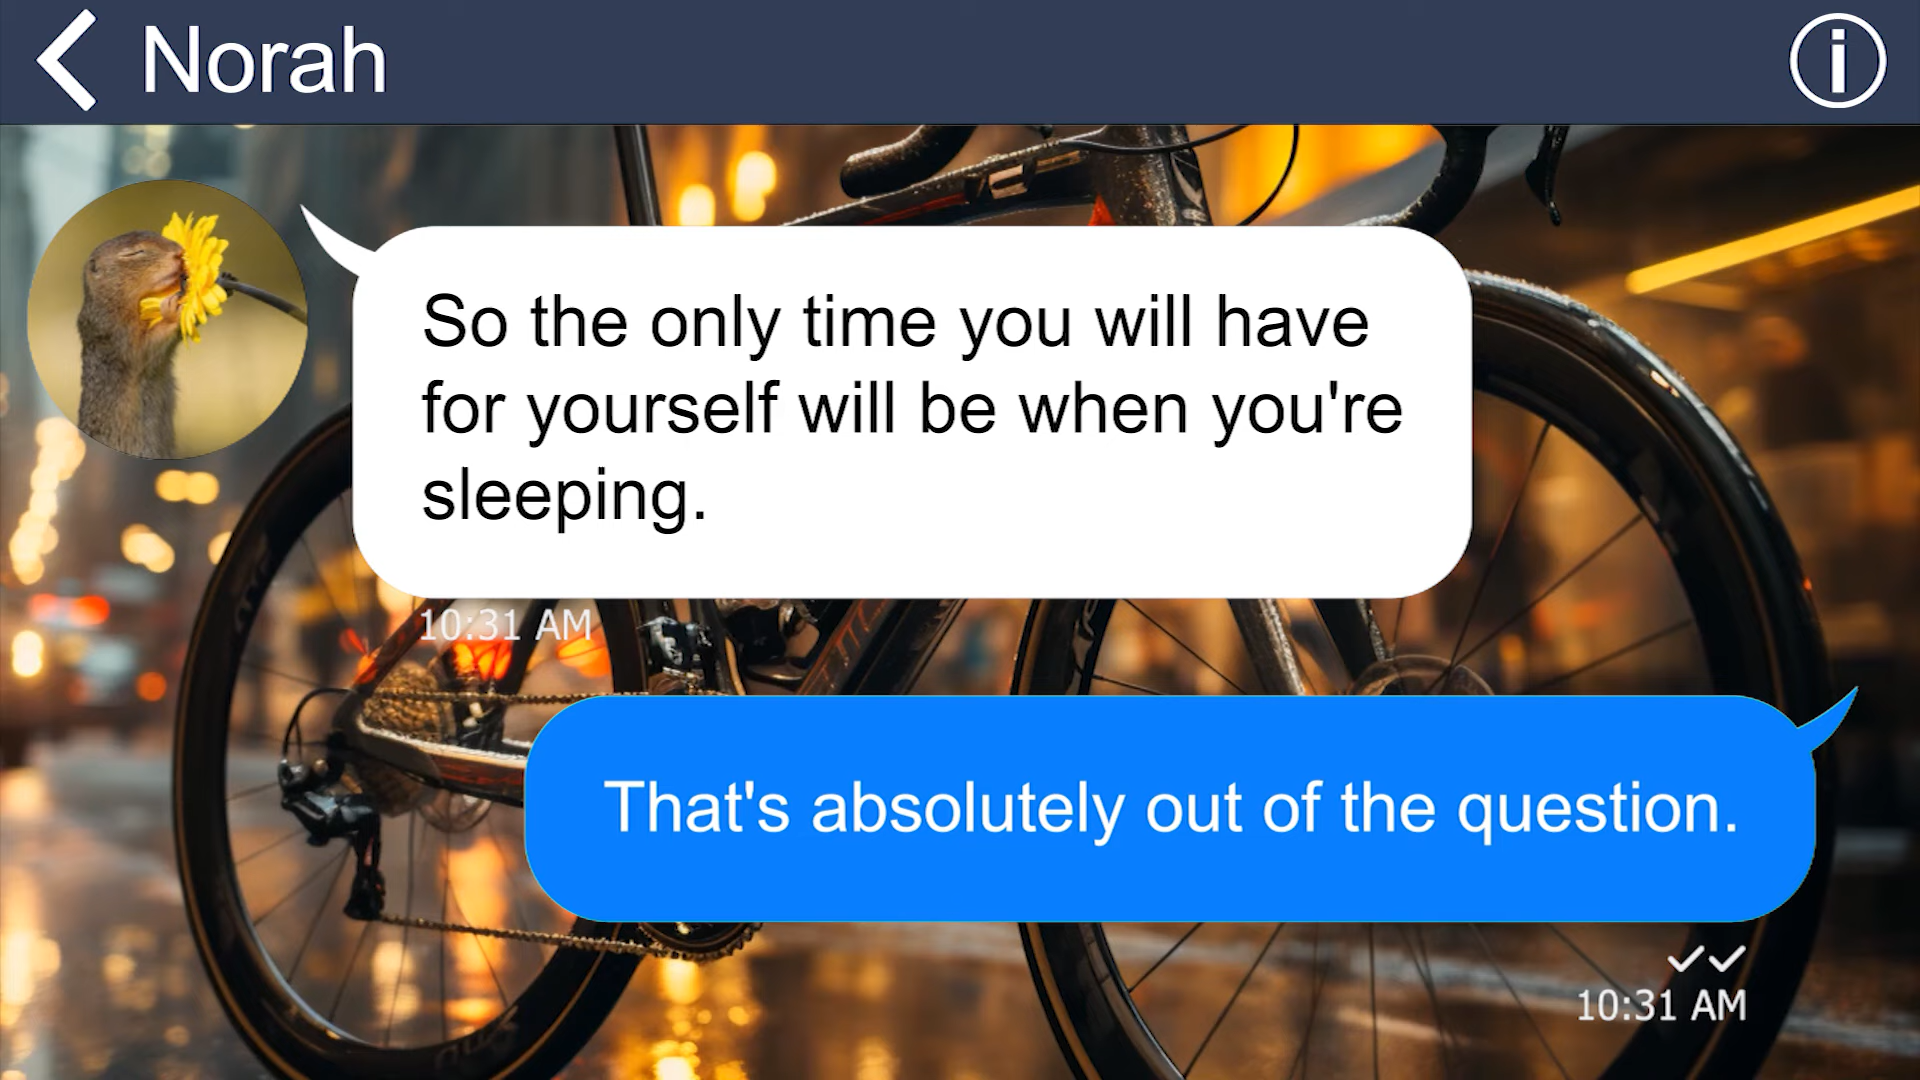 Norah
So the only time you will have
for yourself will be when you're
sleeping.
10:31 AM
That's absolutely out of the question.
10:31 AM